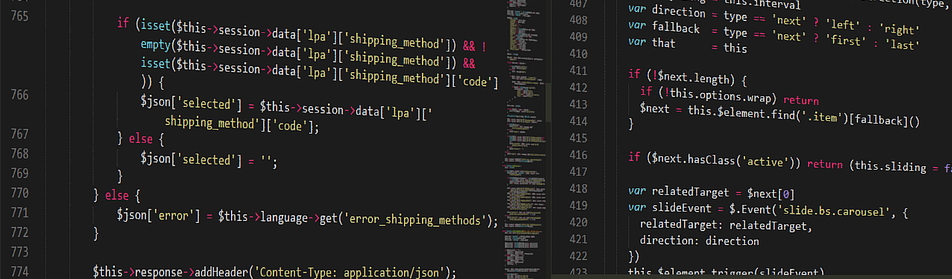 765
if (isset($this->session->data['lpa']['shipping_method']) && !
empty($this->session->data['lpa']['shipping_method']) &&
isset($this->session->data['lpa']['shipping_method']['code']
)) {
766 $json['selected'] = $this->session->data['lpa']['
shipping_method']['code'];
767 } else {
768 $json['selected'] = '';
769 }
770 } else {
771 $json['error'] = $this->language->get('error_shipping_methods');
772 }
773
774 $this->response->addHeader('Content-Type: application/json');
407 this.interval
408 var direction = type == 'next' ? 'left' : 'right'
409 var fallback = type == 'next' ? 'first' : 'last'
410 var that = this
411 if (!$next.length) {
412 if (!this.options.wrap) return
413 $next = this.$element.find('.item')[fallback]()
414 }
415
416 if ($next.hasClass('active')) return (this.sliding =
417
418 var relatedTarget = $next[0]
419 var slideEvent = $.Event('slide.bs.carousel', {
420 relatedTarget: relatedTarget,
421 direction: direction
422 })
423 this.$element.trigger(slideEvent)